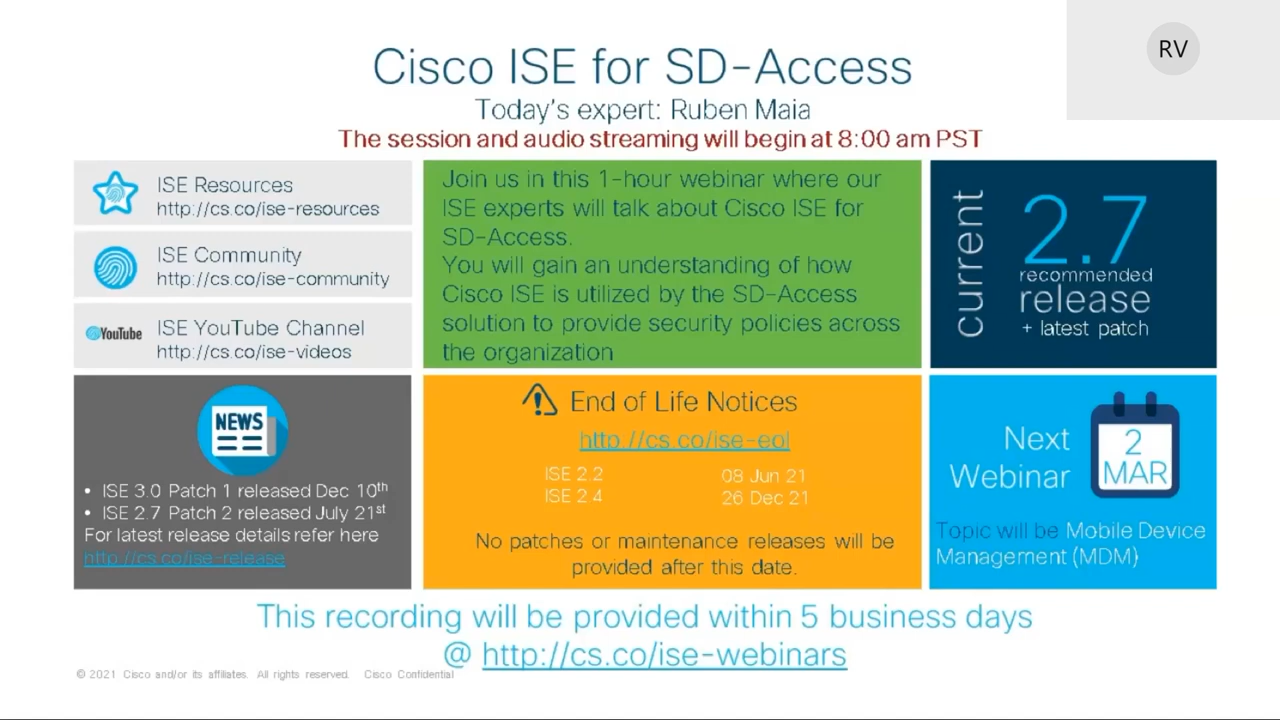 RV
Cisco ISE for SD-Access
Today's expert: Ruben Maia
The session and audio streaming will begin at 8:00 am PST
ISE Resources
http://cs.co/ise-resources
ISE Community
http://cs.co/ise-community
YouTube
ISE YouTube Channel
http://cs.co/ise-videos
Join us in this 1-hour webinar where our
ISE experts will talk about Cisco ISE for
SD-Access.
You will gain an understanding of how
Cisco ISE is utilized by the SD-Access
solution to provide security policies across
the organization
current
2.7
recommended
release
+ latest patch
NEWS
• ISE 3.0 Patch 1 released Dec 10th
• ISE 2.7 Patch 2 released July 21st
For latest release details refer here
http://cs.co/ise-release
End of Life Notices
http://cs.co/ise-eol
ISE 2.2 08 Jun 21
ISE 2.4 26 Dec 21
No patches or maintenance releases will be
provided after this date.
Next
Webinar
2
MAR
Topic will be Mobile Device
Management (MDM)
This recording will be provided within 5 business days
@ http://cs.co/ise-webinars
© 2021 Cisco and/or its affiliates. All rights reserved. Cisco Confidential